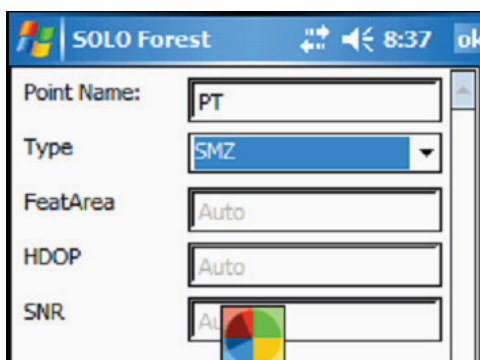 SOLO Forest 8:37 ok
Point Name: PT
Type SMZ
FeatArea Auto
HDOP Auto
SNR